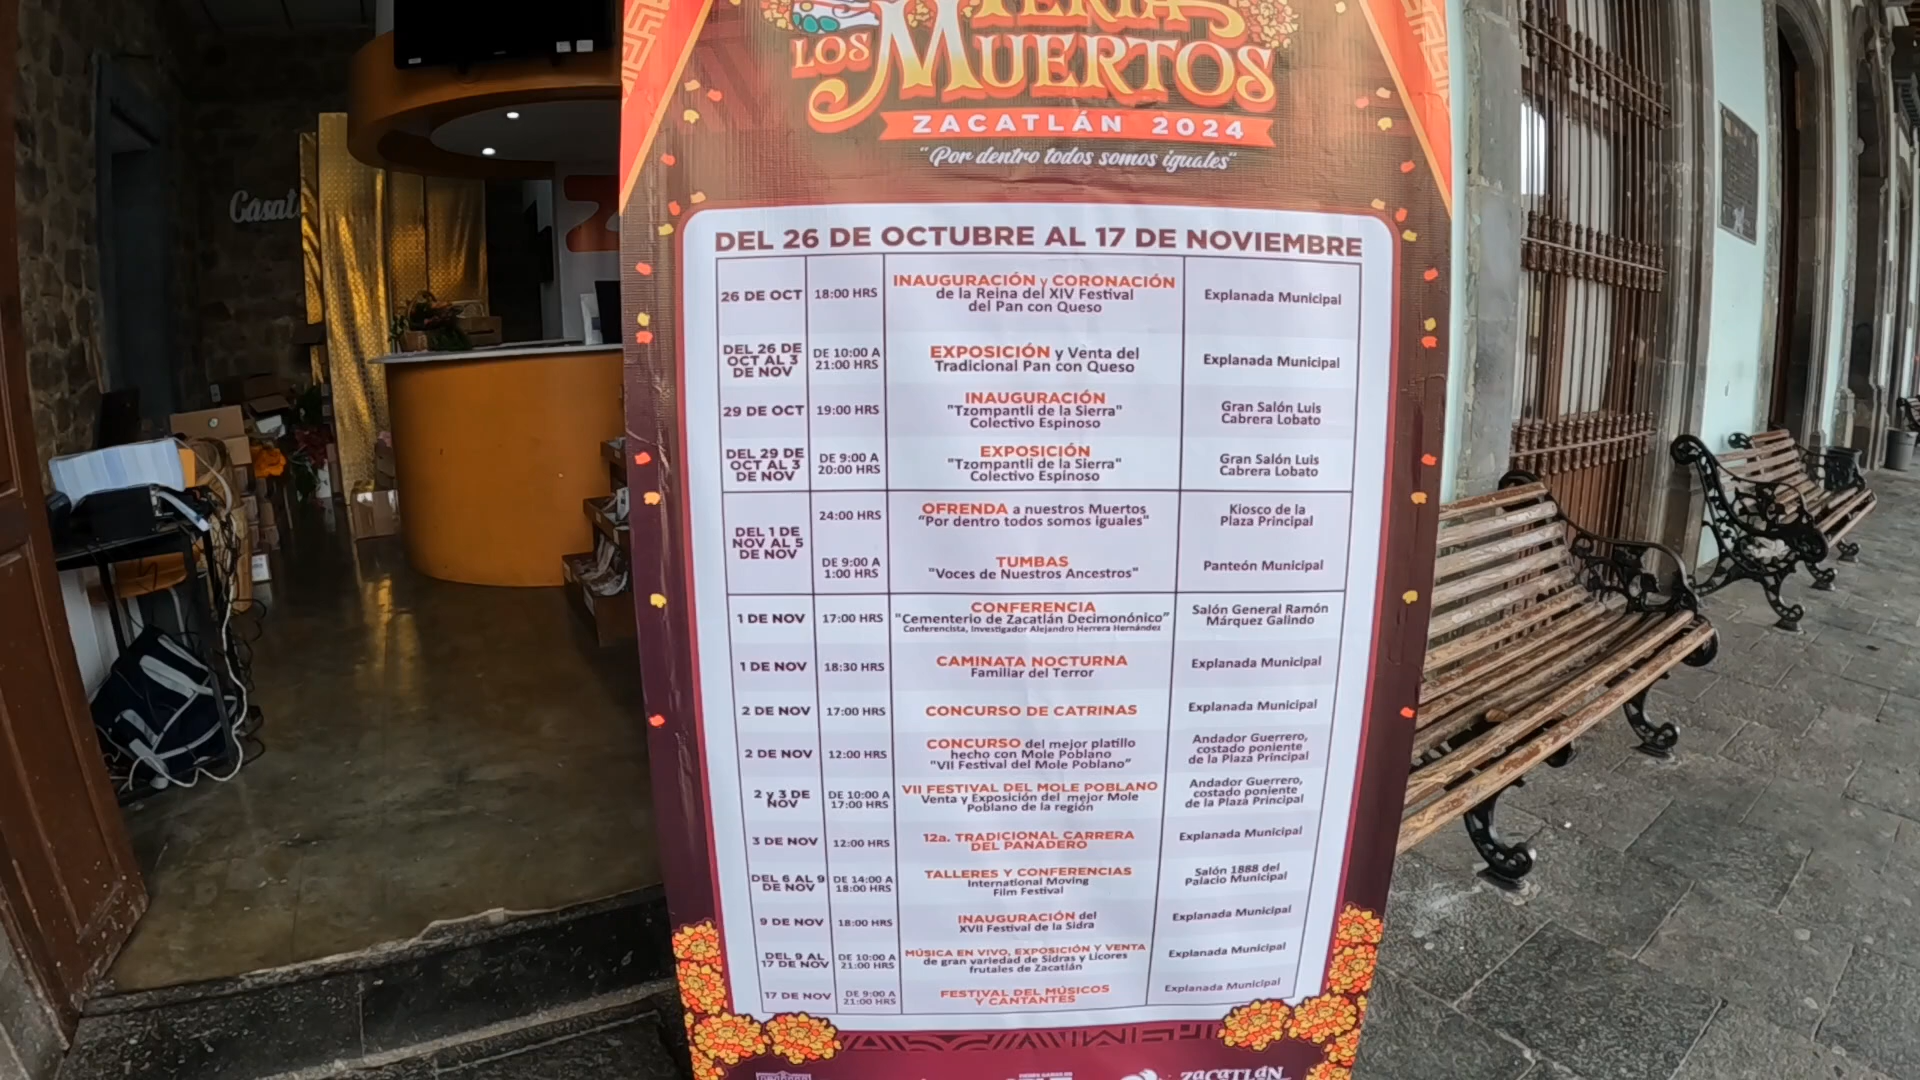 FERIA
LOS MUERTOS
ZACATLÁN 2024
"Por dentro todos somos iguales"
DEL 26 DE OCTUBRE AL 17 DE NOVIEMBRE
26 DE OCT
18:00 HRS
INAUGURACIÓN y CORONACIÓN
de la Reina del XIV Festival
del Pan con Queso
Explanada Municipal
DEL 26 DE
OCT AL 3
DE NOV
DE 10:00 A
21:00 HRS
EXPOSICIÓN y Venta del
Tradicional Pan con Queso
Explanada Municipal
29 DE OCT
19:00 HRS
INAUGURACIÓN
"Tzompantli de la Sierra"
Colectivo Espinoso
Gran Salón Luis
Cabrera Lobato
DEL 29 DE
OCT AL 3
DE NOV
DE 9:00 A
20:00 HRS
EXPOSICIÓN
"Tzompantli de la Sierra"
Colectivo Espinoso
Gran Salón Luis
Cabrera Lobato
DEL 1 DE
NOV AL 5
DE NOV
24:00 HRS
OFRENDA a nuestros Muertos
"Por dentro todos somos iguales"
Kiosco de la
Plaza Principal
DE 9:00 A
1:00 HRS
TUMBAS
"Voces de Nuestros Ancestros"
Panteón Municipal
1 DE NOV
17:00 HRS
CONFERENCIA
"Cementerio de Zacatlán Decimonónico"
Conferencista, Investigador Alejandro Herrera Hernández
Salón General Ramón
Márquez Galindo
1 DE NOV
18:30 HRS
CAMINATA NOCTURNA
Familiar del Terror
Explanada Municipal
2 DE NOV
17:00 HRS
CONCURSO DE CATRINAS
Explanada Municipal
2 DE NOV
12:00 HRS
CONCURSO del mejor platillo
hecho con Mole Poblano
"VII Festival del Mole Poblano"
Andador Guerrero,
costado poniente
de la Plaza Principal
2 y 3 DE
NOV
DE 10:00 A
17:00 HRS
VII FESTIVAL DEL MOLE POBLANO
Venta y Exposición del mejor Mole
Poblano de la región
Andador Guerrero,
costado poniente
de la Plaza Principal
3 DE NOV
12:00 HRS
12a. TRADICIONAL CARRERA
DEL PANADERO
Explanada Municipal
DEL 6 AL 9
DE NOV
DE 14:00 A
18:00 HRS
TALLERES Y CONFERENCIAS
International Moving
Film Festival
Salón 1888 del
Palacio Municipal
9 DE NOV
18:00 HRS
INAUGURACIÓN del
XVII Festival de la Sidra
Explanada Municipal
DEL 9 AL
17 DE NOV
DE 10:00 A
21:00 HRS
MÚSICA EN VIVO, EXPOSICIÓN Y VENTA
de gran variedad de Sidras y Licores
frutales de Zacatlán
Explanada Municipal
17 DE NOV
DE 9:00 A
21:00 HRS
FESTIVAL DEL MÚSICOS
Y CANTANTES
Explanada Municipal
ZACATLÁN